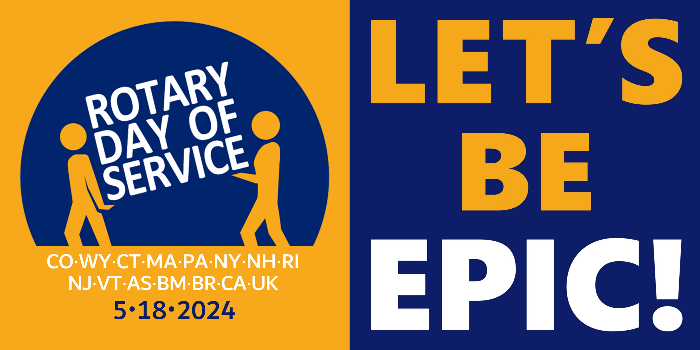 ROTARY
DAY OF
SERVICE
CO·WY·CT·MA·PA·NY·NH·RI
NJ·VT·AS·BM·BR·CA·UK
5•18•2024
LET'S
BE
EPIC!